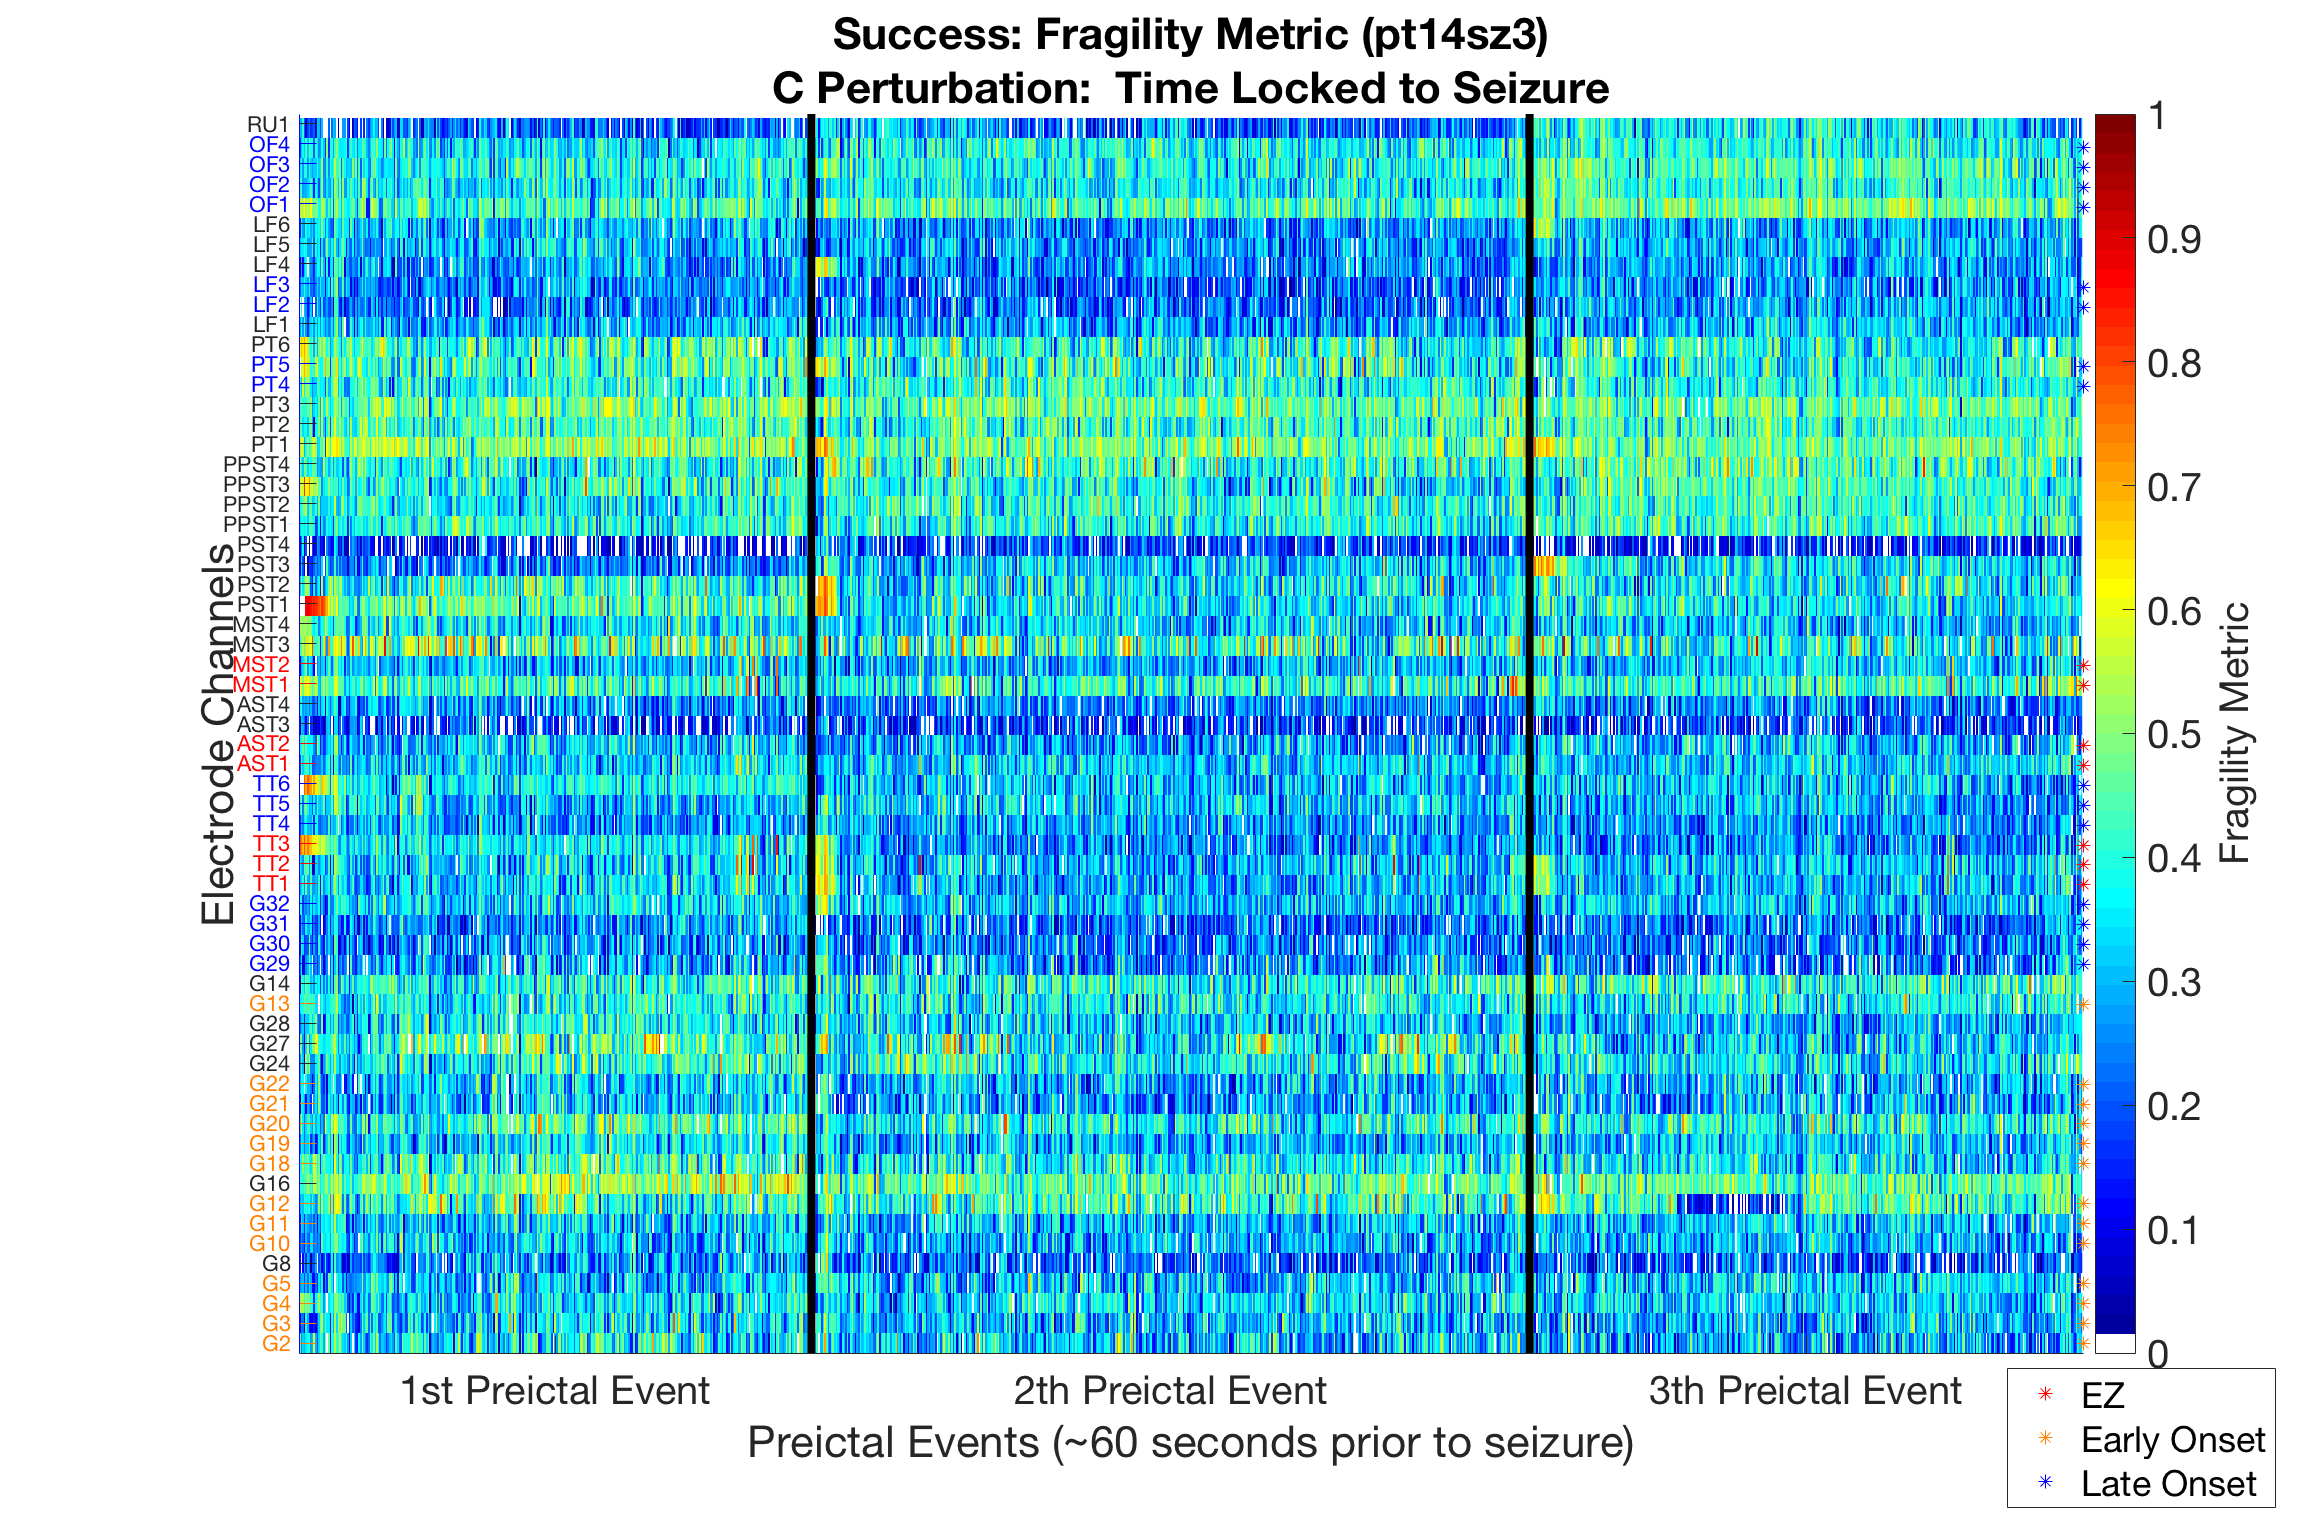 Success: Fragility Metric (pt14sz3)
C Perturbation:  Time Locked to Seizure
Electrode Channels
RU1
OF4
OF3
OF2
OF1
LF6
LF5
LF4
LF3
LF2
LF1
PT6
PT5
PT4
PT3
PT2
PT1
PPST4
PPST3
PPST2
PPST1
PST4
PST3
PST2
PST1
MST4
MST3
MST2
MST1
AST4
AST3
AST2
AST1
TT6
TT5
TT4
TT3
TT2
TT1
G32
G31
G30
G29
G14
G13
G28
G27
G24
G22
G21
G20
G19
G18
G16
G12
G11
G10
G8
G5
G4
G3
G2
1st Preictal Event
2th Preictal Event
3th Preictal Event
Preictal Events (~60 seconds prior to seizure)
1
0.9
0.8
0.7
0.6
0.5
0.4
0.3
0.2
0.1
0
Fragility Metric
EZ
Early Onset
Late Onset